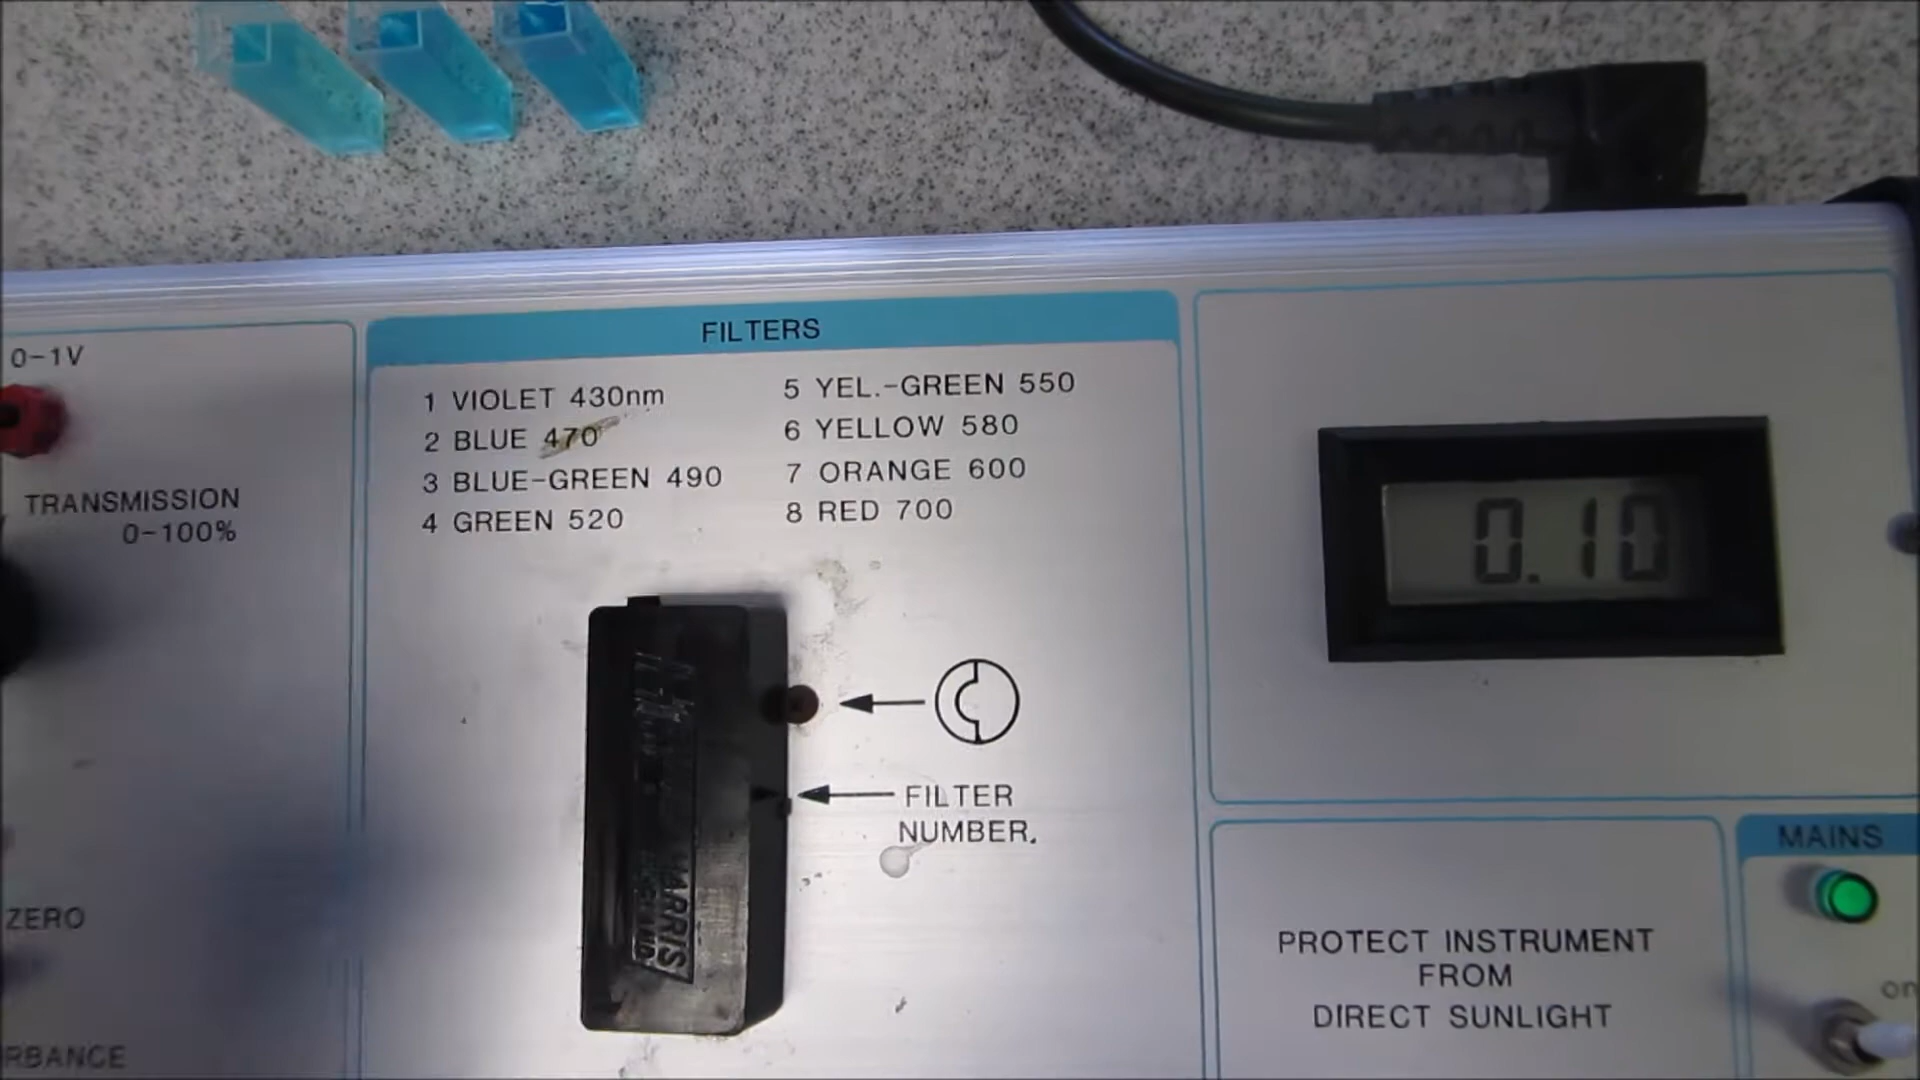 0-1V
TRANSMISSION
0-100%
ZERO
RBANCE
FILTERS
1 VIOLET 430nm
2 BLUE 470
3 BLUE-GREEN 490
4 GREEN 520
5 YEL.-GREEN 550
6 YELLOW 580
7 ORANGE 600
8 RED 700
HARRIS
ENGLAND
FILTER
NUMBER.
0.10
PROTECT INSTRUMENT
FROM
DIRECT SUNLIGHT
MAINS
on